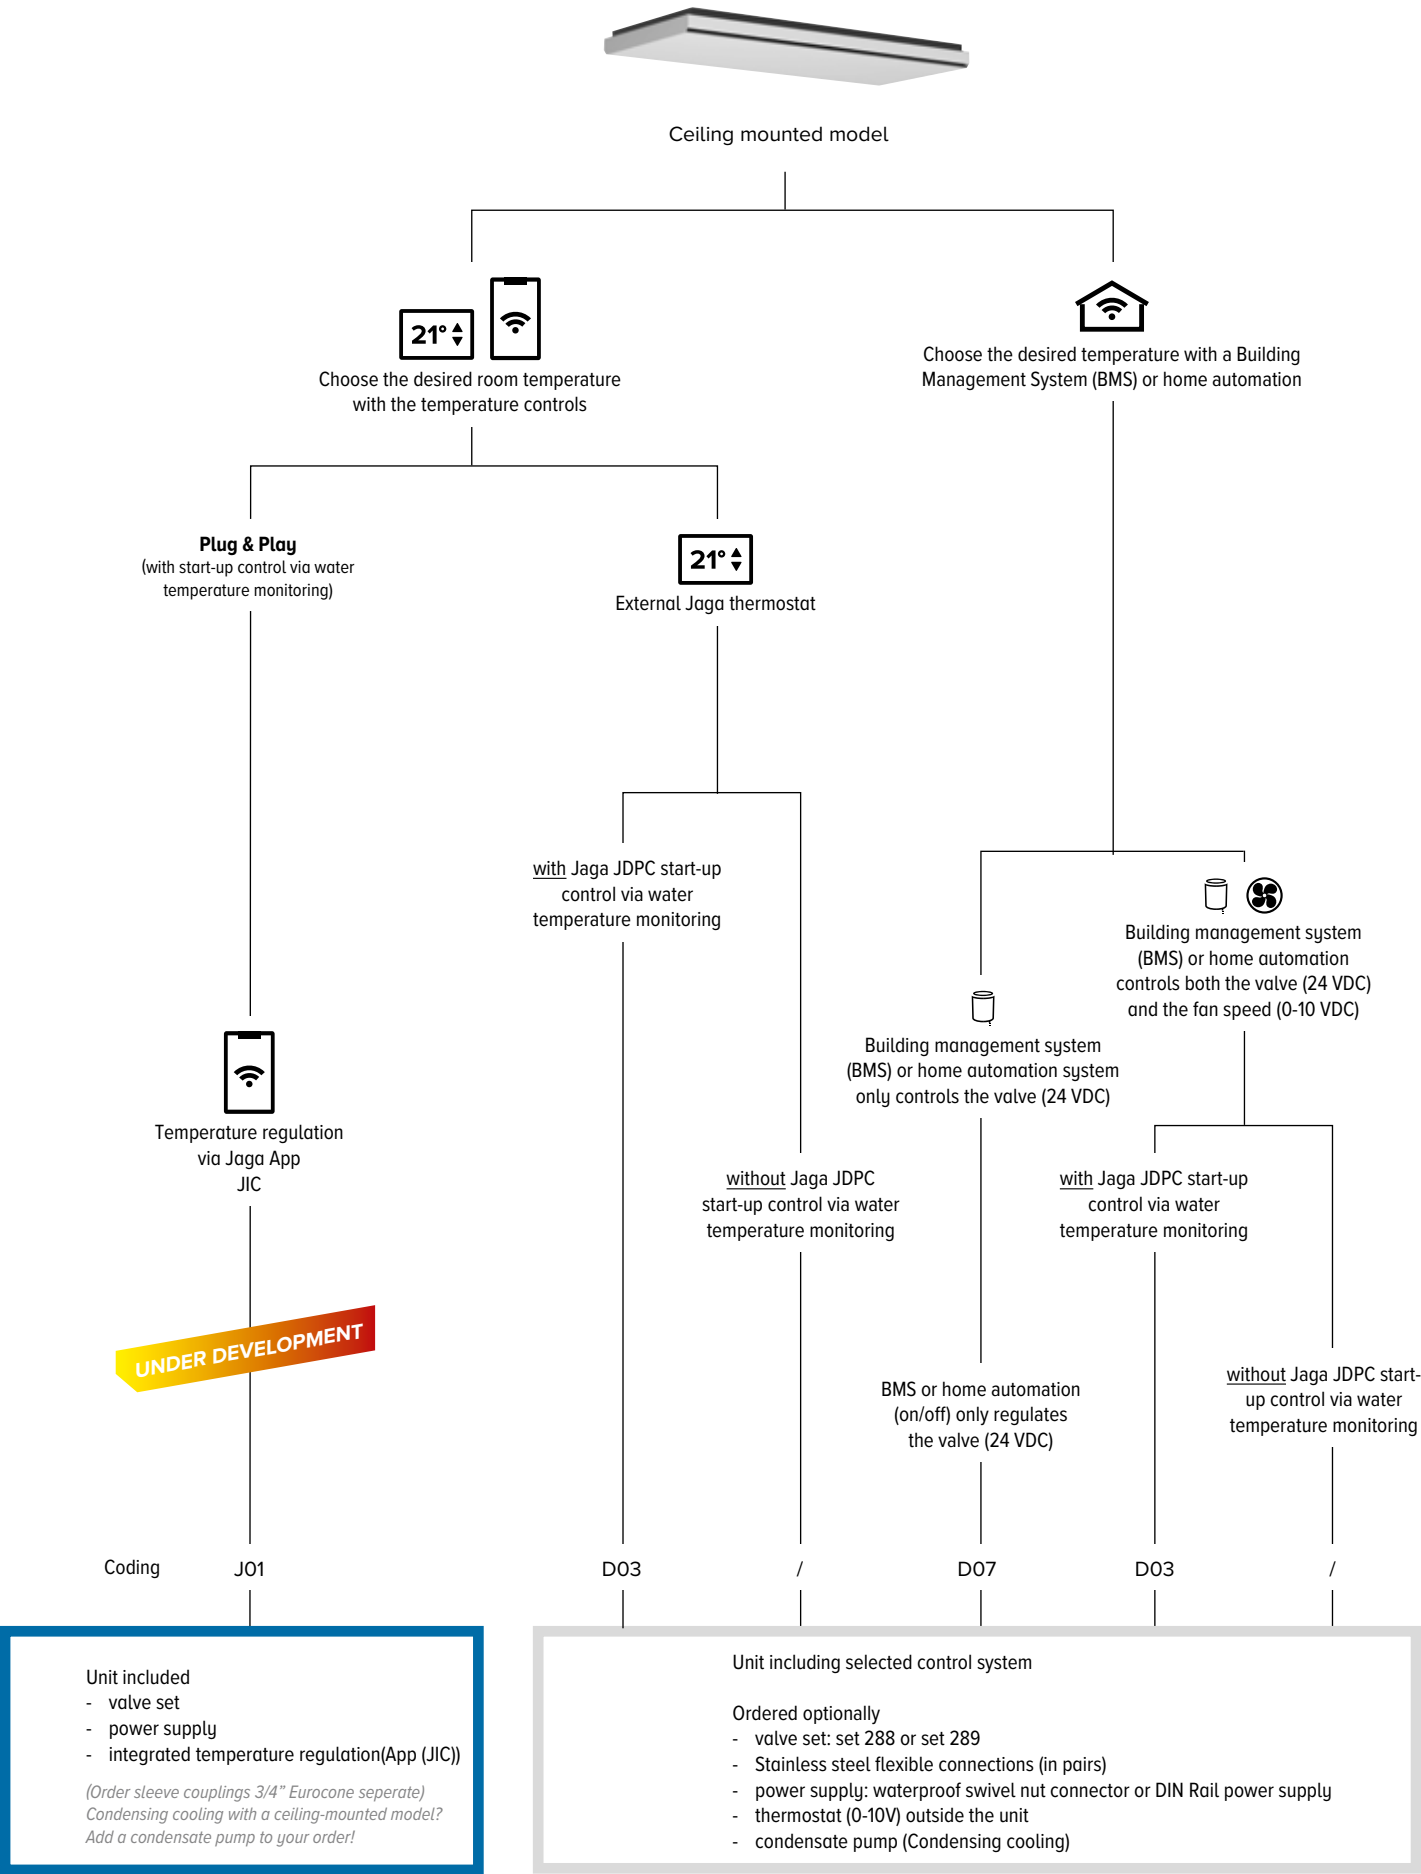 Ceiling mounted model
21°
Choose the desired room temperature
with the temperature controls
Choose the desired temperature with a Building
Management System (BMS) or home automation
Plug & Play
(with start-up control via water
temperature monitoring)
21°
External Jaga thermostat
with Jaga JDPC start-up
control via water
temperature monitoring
Building management system
(BMS) or home automation
controls both the valve (24 VDC)
and the fan speed (0-10 VDC)
Building management system
(BMS) or home automation system
only controls the valve (24 VDC)
Temperature regulation
via Jaga App
JIC
without Jaga JDPC
start-up control via water
temperature monitoring
with Jaga JDPC start-up
control via water
temperature monitoring
UNDER DEVELOPMENT
BMS or home automation
(on/off) only regulates
the valve (24 VDC)
without Jaga JDPC start-
up control via water
temperature monitoring
Coding J01 D03 / D07 D03 /
Unit included
- valve set
- power supply
- integrated temperature regulation(App (JIC))
(Order sleeve couplings 3/4” Eurocone seperate)
Condensing cooling with a ceiling-mounted model?
Add a condensate pump to your order!
Unit including selected control system
Ordered optionally
- valve set: set 288 or set 289
- Stainless steel flexible connections (in pairs)
- power supply: waterproof swivel nut connector or DIN Rail power supply
- thermostat (0-10V) outside the unit
- condensate pump (Condensing cooling)